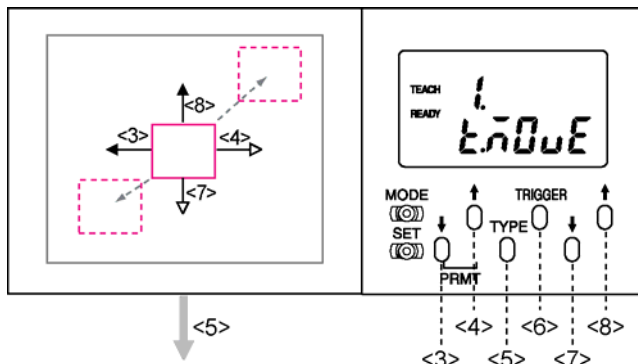 <8>
<3>
<4>
<7>
<5>
TEACH
1.
READY
t.n̄0uE
MODE
TRIGGER
SET
TYPE
PRMT
<4>
<6>
<8>
<3>
<5>
<7>